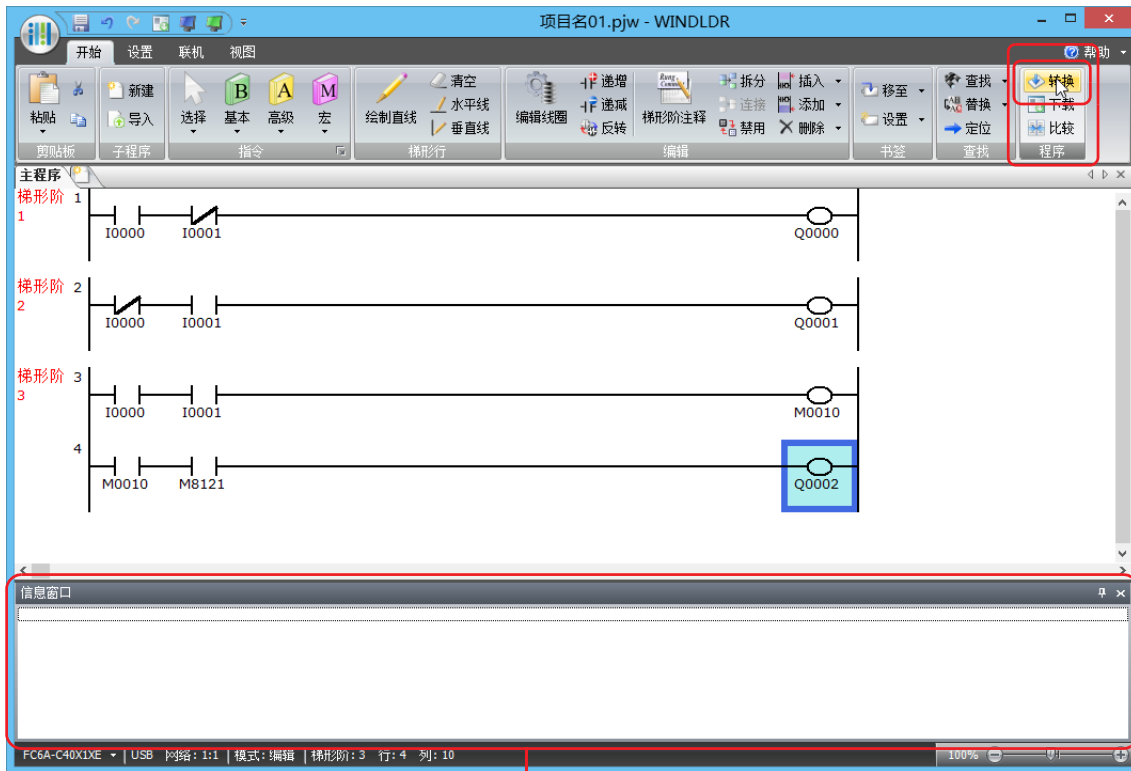 项目名01.pjw - WINDLDR
开始 设置 联机 视图 帮助
粘贴 新建 导入 选择 基本 高级 宏 绘制直线 清空 水平线 垂直线 编辑线圈 递增 递减 反转 梯形阶注释 拆分 连接 禁用 插入 添加 删除 移至 设置 查找 替换 定位 转换 下载 比较
B A M
剪贴板 子程序 指令 梯形行 编辑 书签 查找 程序
主程序
梯形阶 1
1
I0000 I0001 Q0000
梯形阶 2
2
I0000 I0001 Q0001
梯形阶 3
3
I0000 I0001 M0010
4
M0010 M8121 Q0002
信息窗口
FC6A-C40X1XE USB 网络: 1:1 模式: 编辑 梯形阶: 3 行: 4 列: 10 100%